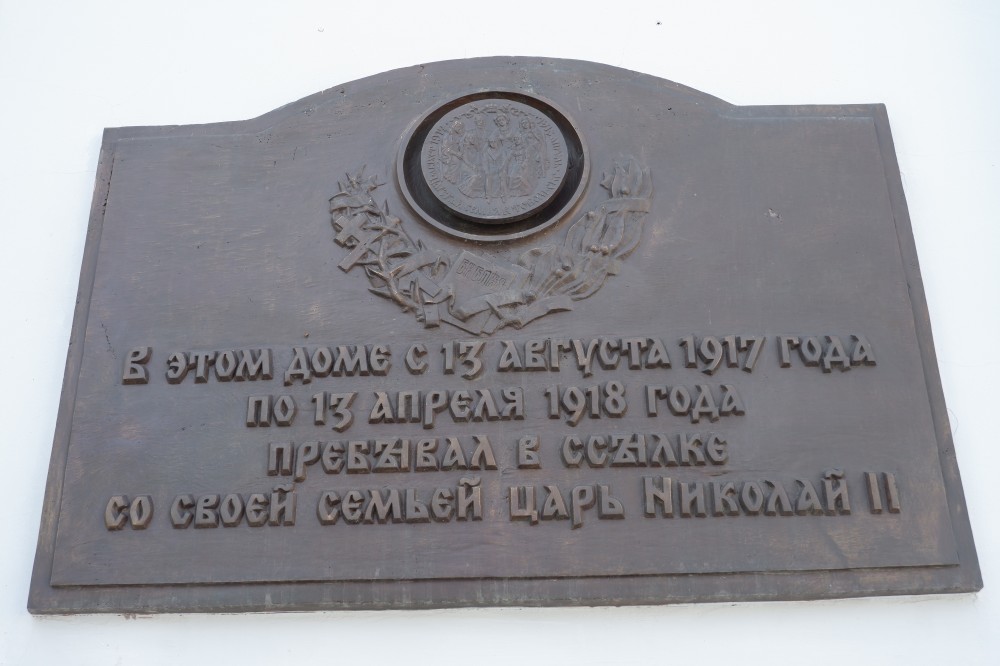 В ЭТОМ ДОМЕ С 13 АВГУСТА 1917 ГОДА
ПО 13 АПРЕЛЯ 1918 ГОДА
ПРЕБЫВАЛ В ССЫЛКЕ
СО СВОЕЙ СЕМЬЕЙ ЦАРЬ НИКОЛАЙ II